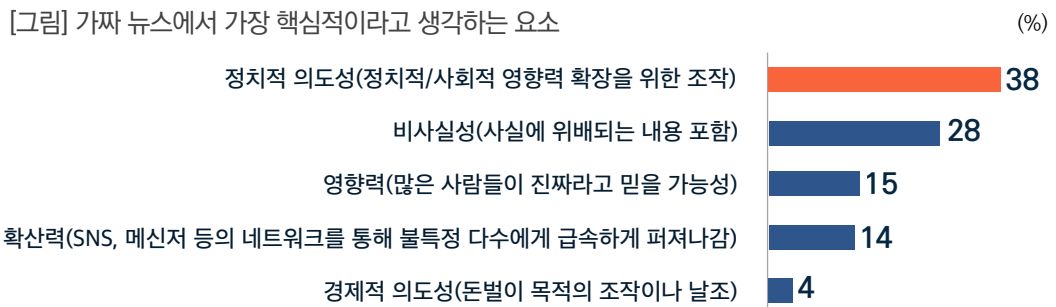 [그림] 가짜 뉴스에서 가장 핵심적이라고 생각하는 요소 (%)
정치적 의도성(정치적/사회적 영향력 확장을 위한 조작) 38
비사실성(사실에 위배되는 내용 포함) 28
영향력(많은 사람들이 진짜라고 믿을 가능성) 15
확산력(SNS, 메신저 등의 네트워크를 통해 불특정 다수에게 급속하게 퍼져나감) 14
경제적 의도성(돈벌이 목적의 조작이나 날조) 4